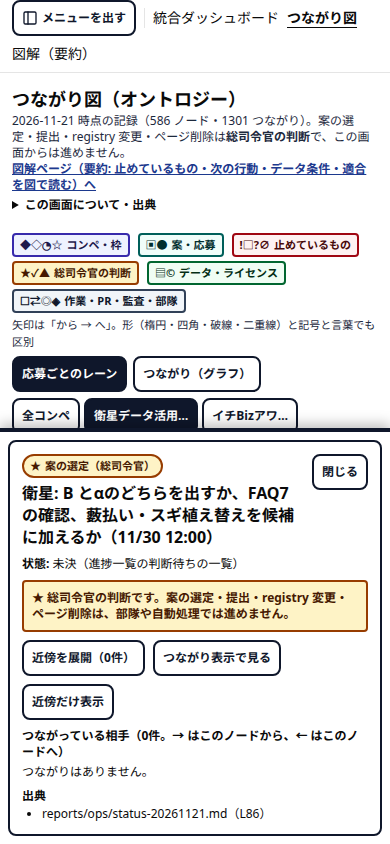 メニューを出す 統合ダッシュボード つながり図
図解（要約）
つながり図（オントロジー）
2026-11-21 時点の記録（586 ノード・1301 つながり）。案の選
定・提出・registry 変更・ページ削除は総司令官の判断で、この画
面からは進めません。
図解ページ（要約: 止めているもの・次の行動・データ条件・適合
を図で読む）へ
▶ この画面について・出典
◆◇◔☆ コンペ・枠 ▣● 案・応募 !□?⊘ 止めているもの
★✓▲ 総司令官の判断 ▤© データ・ライセンス
☐⇄◎◆ 作業・PR・監査・部隊
矢印は「から → へ」。形（楕円・四角・破線・二重線）と記号と言葉でも
区別
応募ごとのレーン つながり（グラフ）
全コンペ 衛星データ活用… イチBizアワ…
★ 案の選定（総司令官） 閉じる
衛星: B とαのどちらを出すか、FAQ7
の確認、藪払い・スギ植え替えを候補
に加えるか（11/30 12:00）
状態: 未決（進捗一覧の判断待ちの一覧）
★ 総司令官の判断です。案の選定・提出・registry 変更・
ページ削除は、部隊や自動処理では進めません。
近傍を展開（0件） つながり表示で見る
近傍だけ表示
つながっている相手（0件。→ はこのノードから、← はこのノ
ードへ）
つながりはありません。
出典
• reports/ops/status-20261121.md（L86）